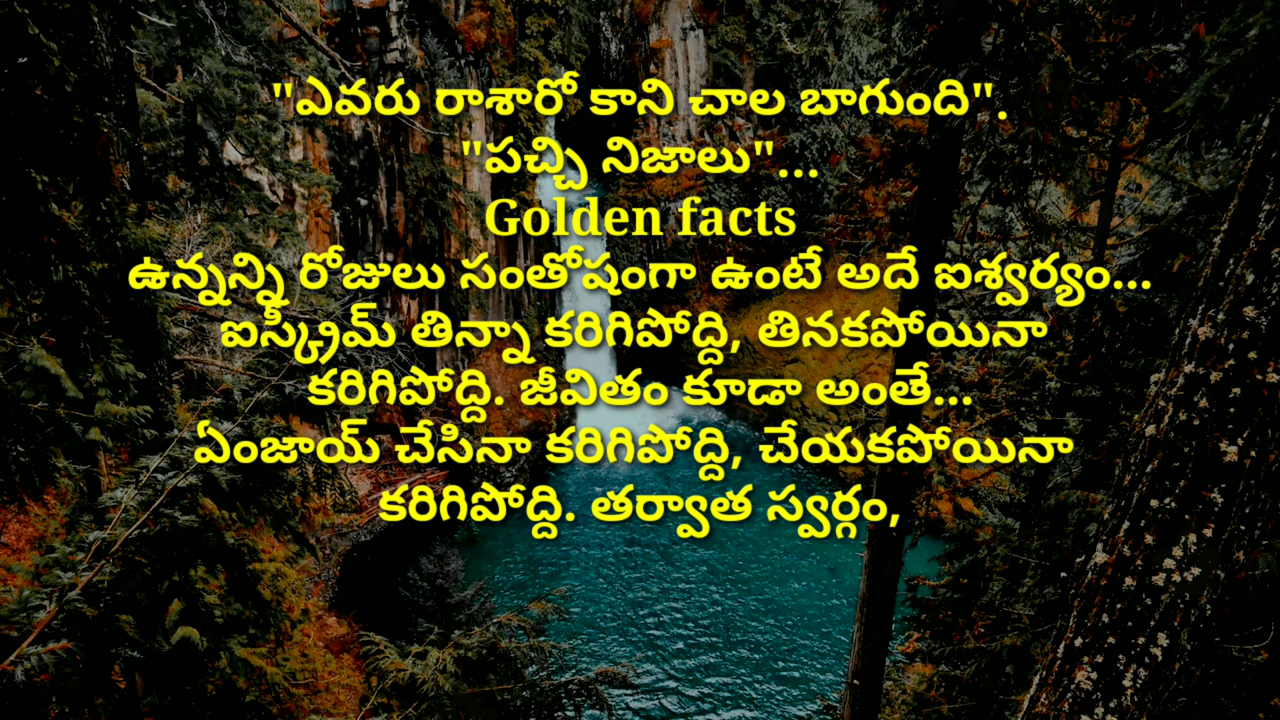 "ఎవరు రాశారో కాని చాల బాగుంది".
"పచ్చి నిజాలు"...
Golden facts
ఉన్నన్ని రోజులు సంతోషంగా ఉంటే అదే ఐశ్వర్యం...
ఐస్క్రీమ్ తిన్నా కరిగిపోద్ది, తినకపోయినా
కరిగిపోద్ది. జీవితం కూడా అంతే...
ఏంజాయ్ చేసినా కరిగిపోద్ది, చేయకపోయినా
కరిగిపోద్ది. తర్వాత స్వర్గం,